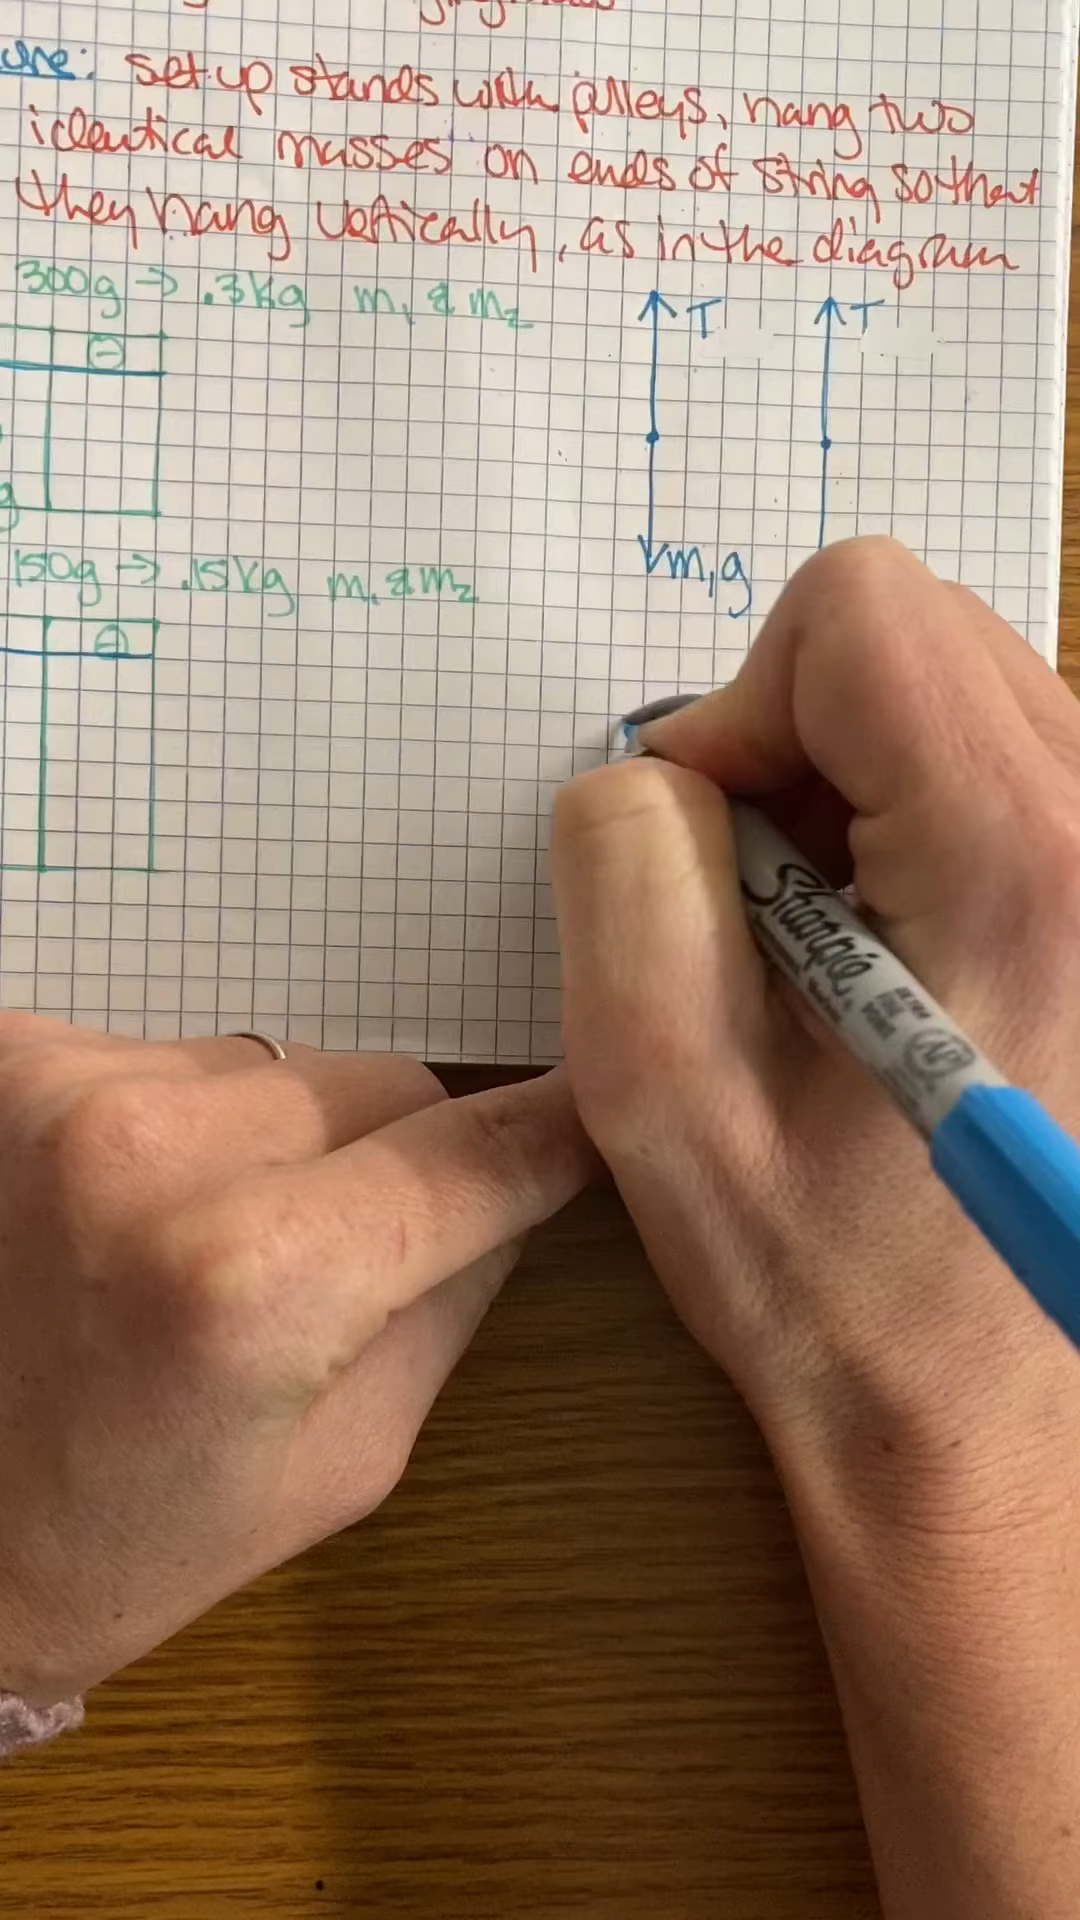 ure: set up stands with pulleys, hang two
identical masses on ends of string so that
they hang vertically, as in the diagram
300g → .3kg m₁ & m₂
T T
m₁g
150g → .15kg m₁ & m₂
Sharpie